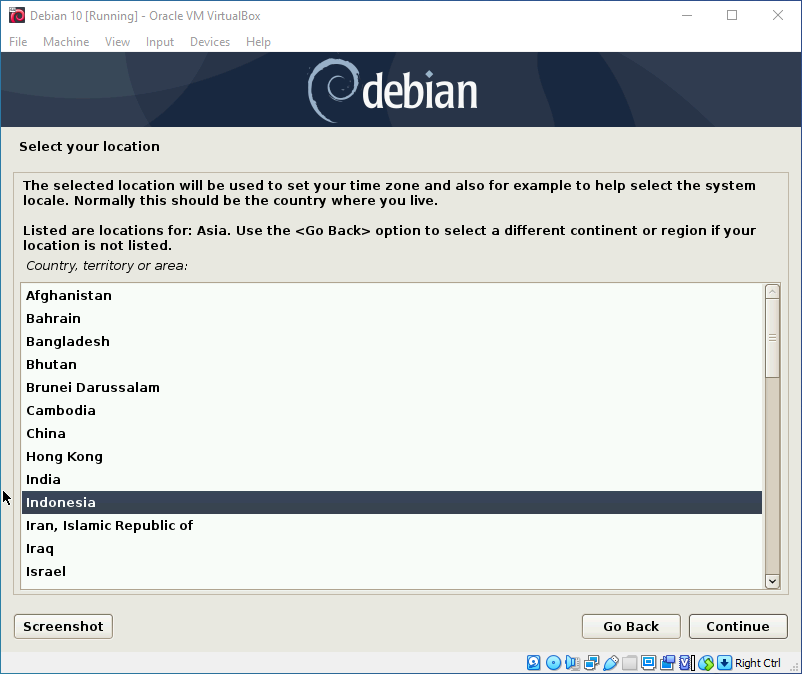 Debian 10 [Running] - Oracle VM VirtualBox
File Machine View Input Devices Help
debian
Select your location
The selected location will be used to set your time zone and also for example to help select the system
locale. Normally this should be the country where you live.
Listed are locations for: Asia. Use the <Go Back> option to select a different continent or region if your
location is not listed.
Country, territory or area:
Afghanistan
Bahrain
Bangladesh
Bhutan
Brunei Darussalam
Cambodia
China
Hong Kong
India
Indonesia
Iran, Islamic Republic of
Iraq
Israel
Screenshot Go Back Continue
Right Ctrl